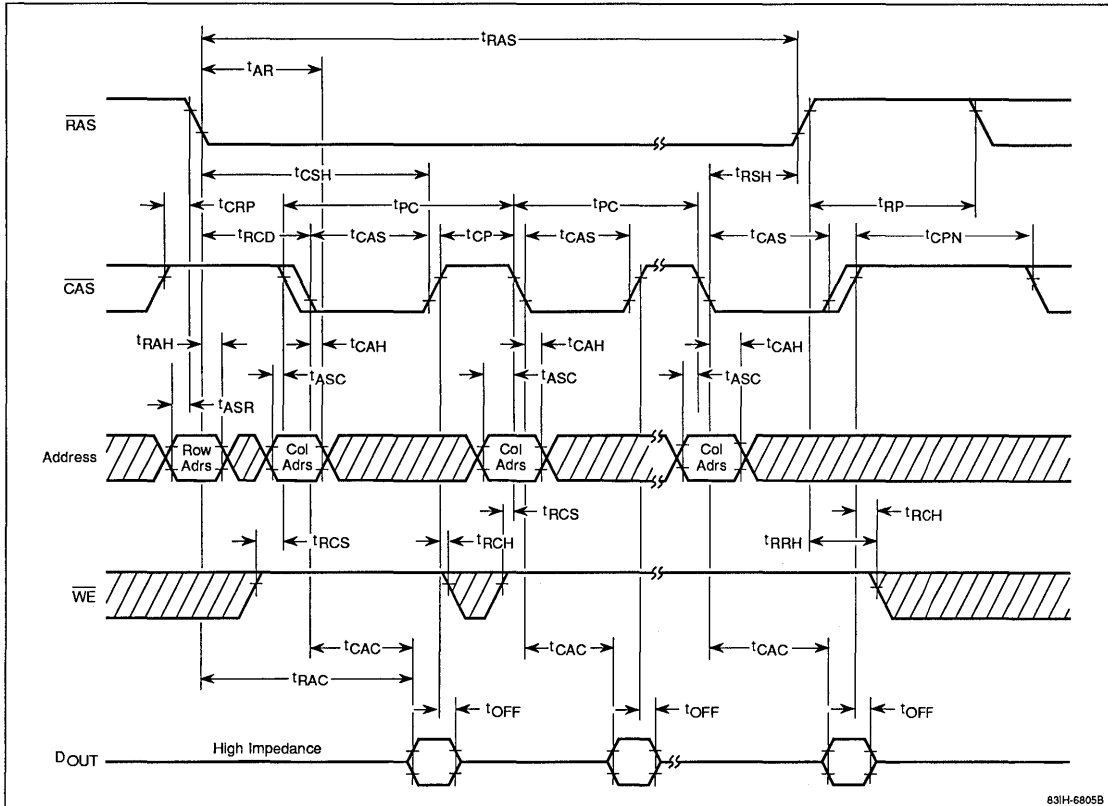 tRAS
tAR
RAS
tCSH
tRSH
tCRP
tPC
tPC
tRP
tRCD
tCAS
tCP
tCAS
tCAS
tCPN
CAS
tRAH
tCAH
tCAH
tCAH
tASC
tASC
tASC
tASR
Address
Row Adrs
Col Adrs
Col Adrs
Col Adrs
tRCS
tRCH
tRCS
tRCH
tRRH
WE
tCAC
tCAC
tCAC
tRAC
tOFF
tOFF
tOFF
High Impedance
DOUT
83IH-6805B